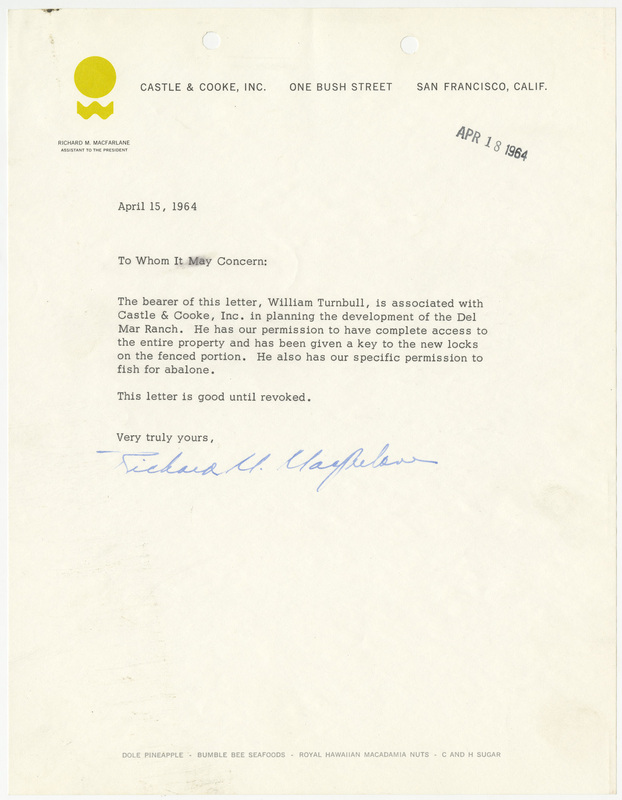 CASTLE & COOKE, INC. ONE BUSH STREET SAN FRANCISCO, CALIF.
RICHARD M. MACFARLANE
ASSISTANT TO THE PRESIDENT
APR 18 1964
April 15, 1964
To Whom It May Concern:
The bearer of this letter, William Turnbull, is associated with
Castle & Cooke, Inc. in planning the development of the Del
Mar Ranch. He has our permission to have complete access to
the entire property and has been given a key to the new locks
on the fenced portion. He also has our specific permission to
fish for abalone.
This letter is good until revoked.
Very truly yours,
Richard M. Macfarlane
DOLE PINEAPPLE - BUMBLE BEE SEAFOODS - ROYAL HAWAIIAN MACADAMIA NUTS - C AND H SUGAR